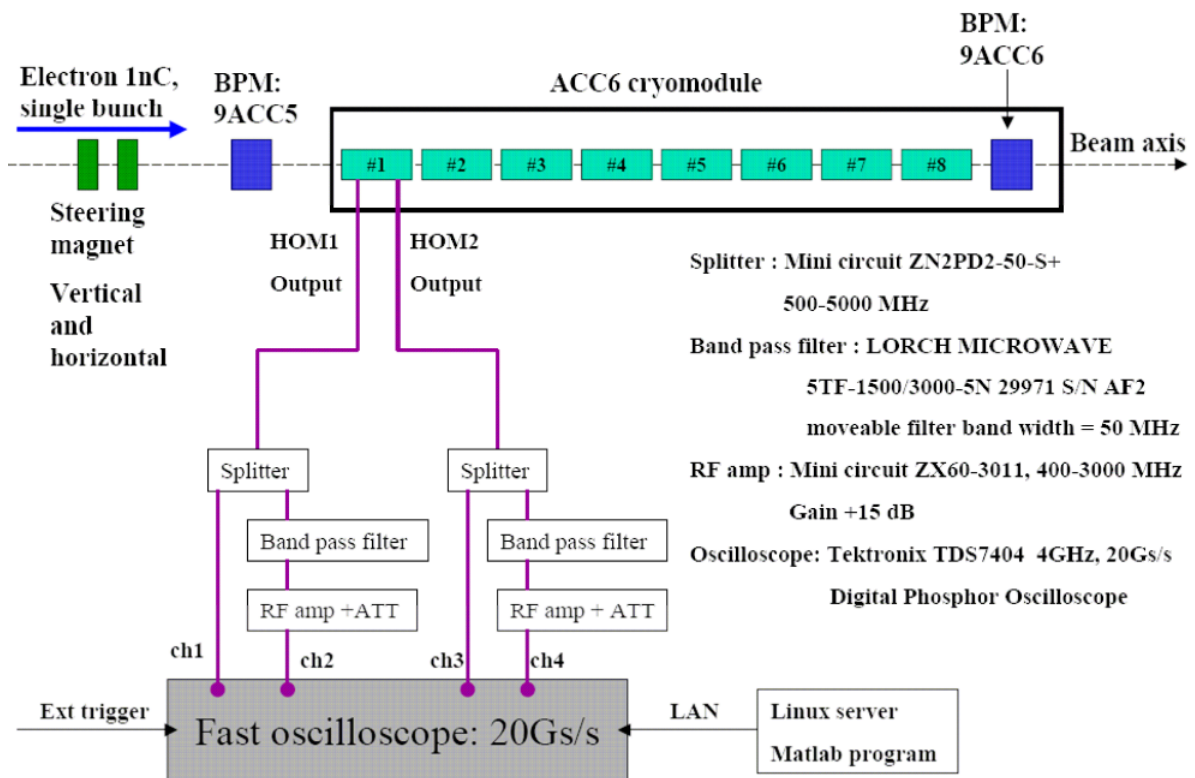 Electron 1nC,
single bunch
BPM:
9ACC5
ACC6 cryomodule
BPM:
9ACC6
#1
#2
#3
#4
#5
#6
#7
#8
Beam axis
Steering
magnet
Vertical
and
horizontal
HOM1
Output
HOM2
Output
Splitter : Mini circuit ZN2PD2-50-S+
500-5000 MHz
Band pass filter : LORCH MICROWAVE
5TF-1500/3000-5N 29971 S/N AF2
moveable filter band width = 50 MHz
RF amp : Mini circuit ZX60-3011, 400-3000 MHz
Gain +15 dB
Oscilloscope: Tektronix TDS7404 4GHz, 20Gs/s
Digital Phosphor Oscilloscope
Splitter
Splitter
Band pass filter
Band pass filter
RF amp +ATT
RF amp + ATT
ch1
ch2
ch3
ch4
Ext trigger
Fast oscilloscope: 20Gs/s
LAN
Linux server
Matlab program